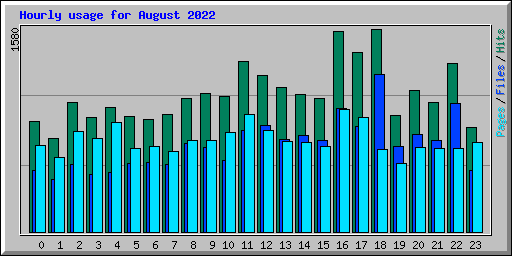 Hourly usage for August 2022
1580
Pages/Files/Hits
0 1 2 3 4 5 6 7 8 9 10 11 12 13 14 15 16 17 18 19 20 21 22 23